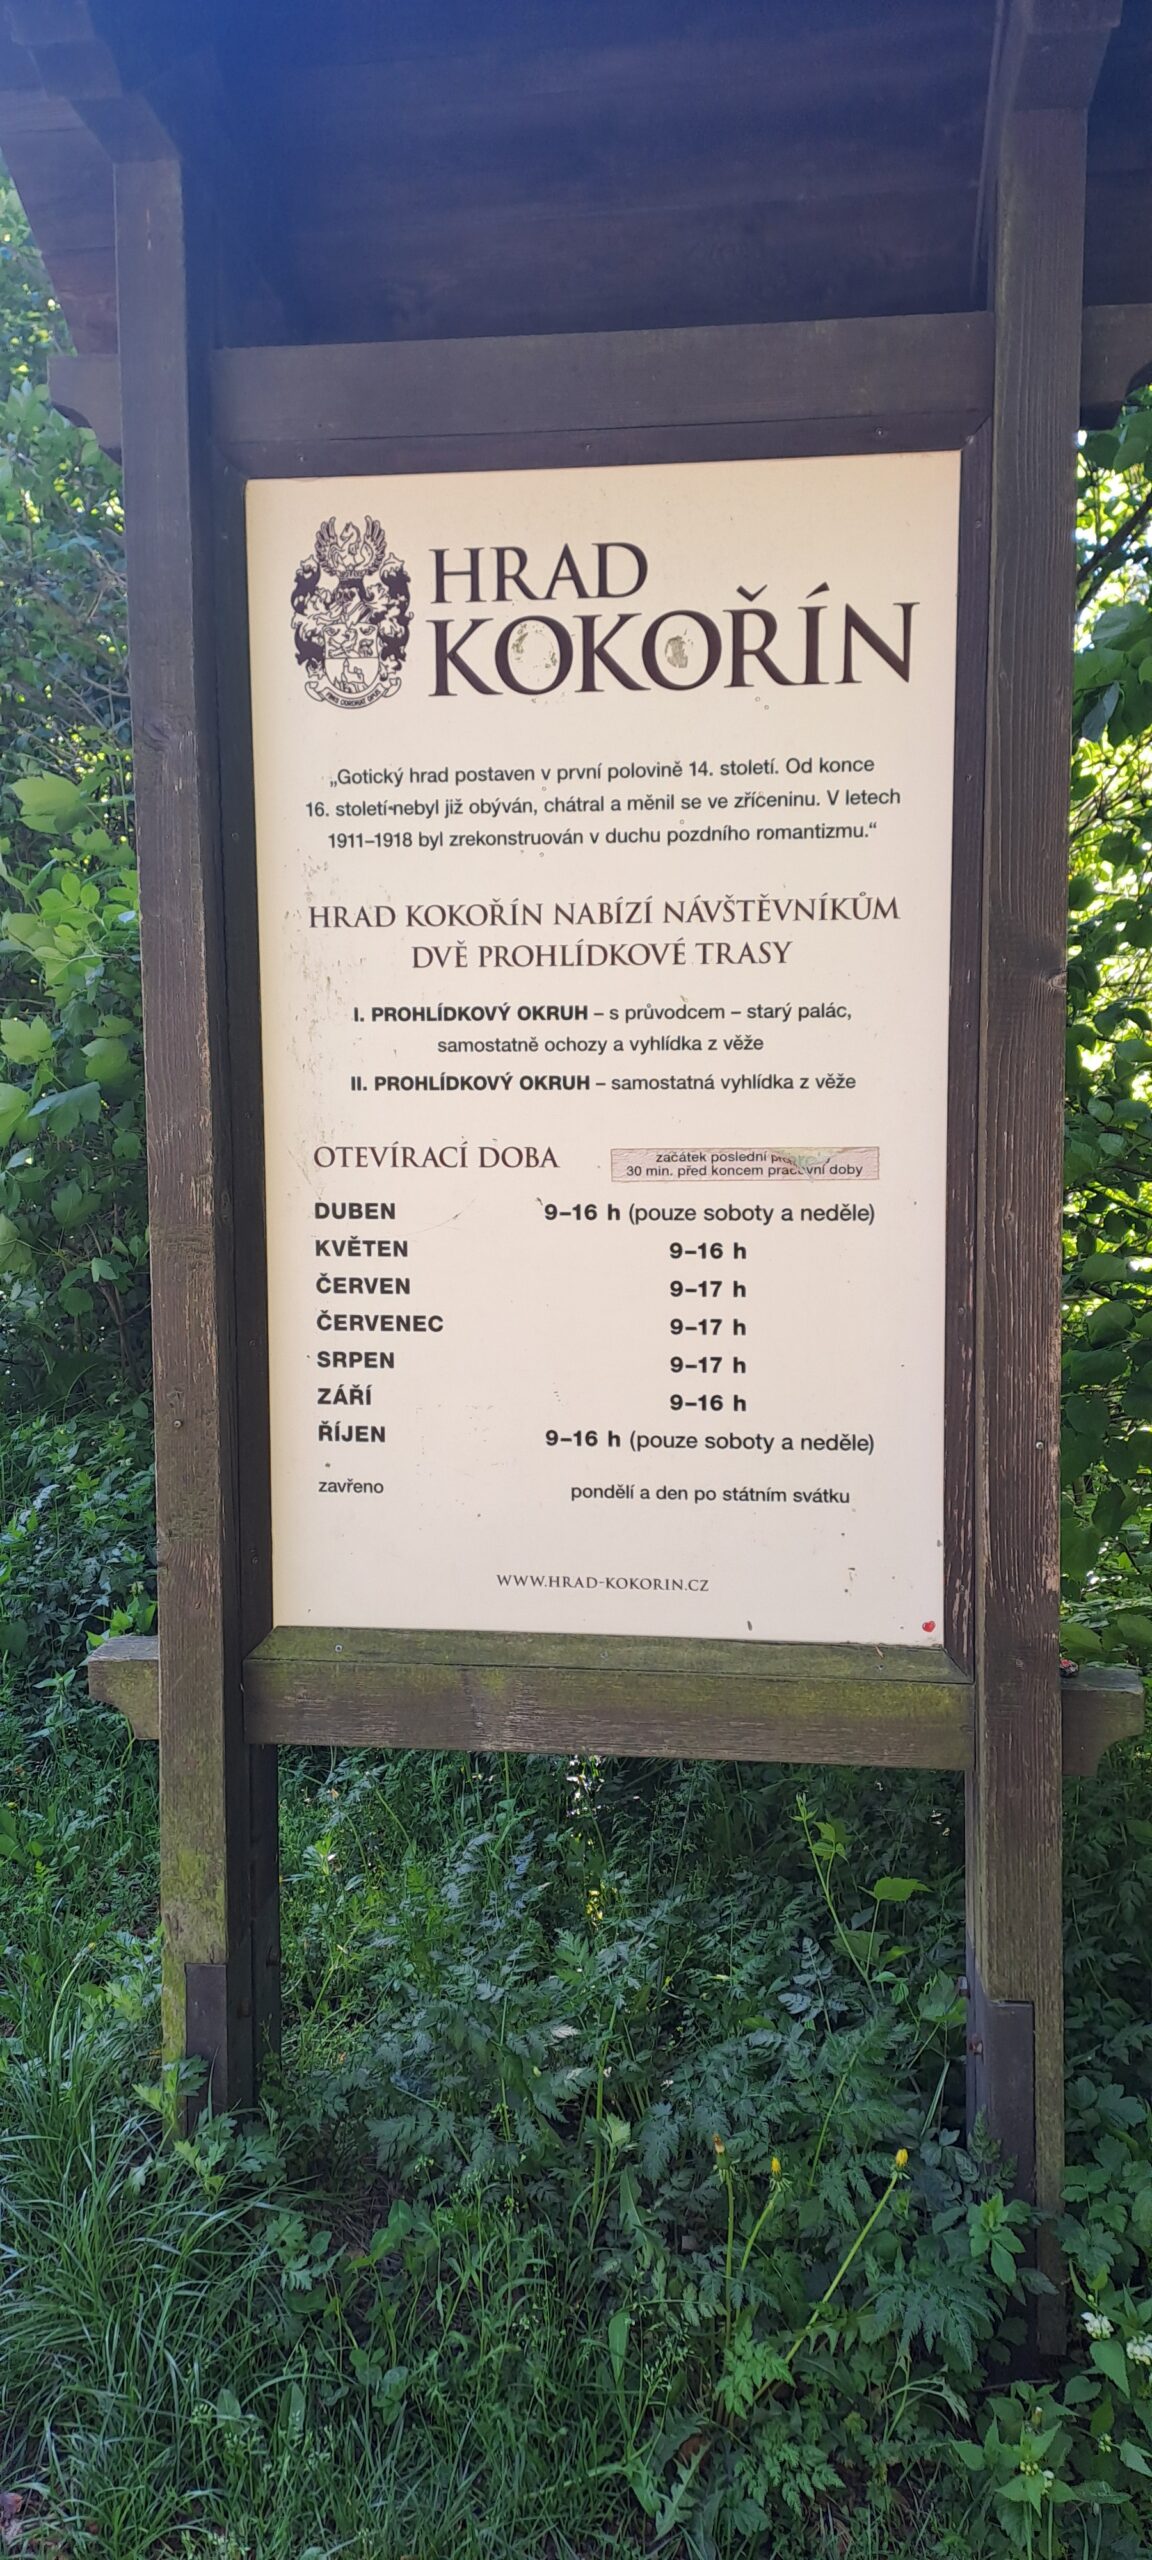 HRAD
KOKOŘÍN
FINIS CORONAT OPUS
„Gotický hrad postaven v první polovině 14. století. Od konce
16. století nebyl již obýván, chátral a měnil se ve zříceninu. V letech
1911–1918 byl zrekonstruován v duchu pozdního romantizmu.“
HRAD KOKOŘÍN NABÍZÍ NÁVŠTĚVNÍKŮM
DVĚ PROHLÍDKOVÉ TRASY
I. PROHLÍDKOVÝ OKRUH – s průvodcem – starý palác,
samostatně ochozy a vyhlídka z věže
II. PROHLÍDKOVÝ OKRUH – samostatná vyhlídka z věže
OTEVÍRACÍ DOBA
začátek poslední
30 min. před koncem pracovní doby
DUBEN 9–16 h (pouze soboty a neděle)
KVĚTEN 9–16 h
ČERVEN 9–17 h
ČERVENEC 9–17 h
SRPEN 9–17 h
ZÁŘÍ 9–16 h
ŘÍJEN 9–16 h (pouze soboty a neděle)
zavřeno pondělí a den po státním svátku
WWW.HRAD-KOKORIN.CZ